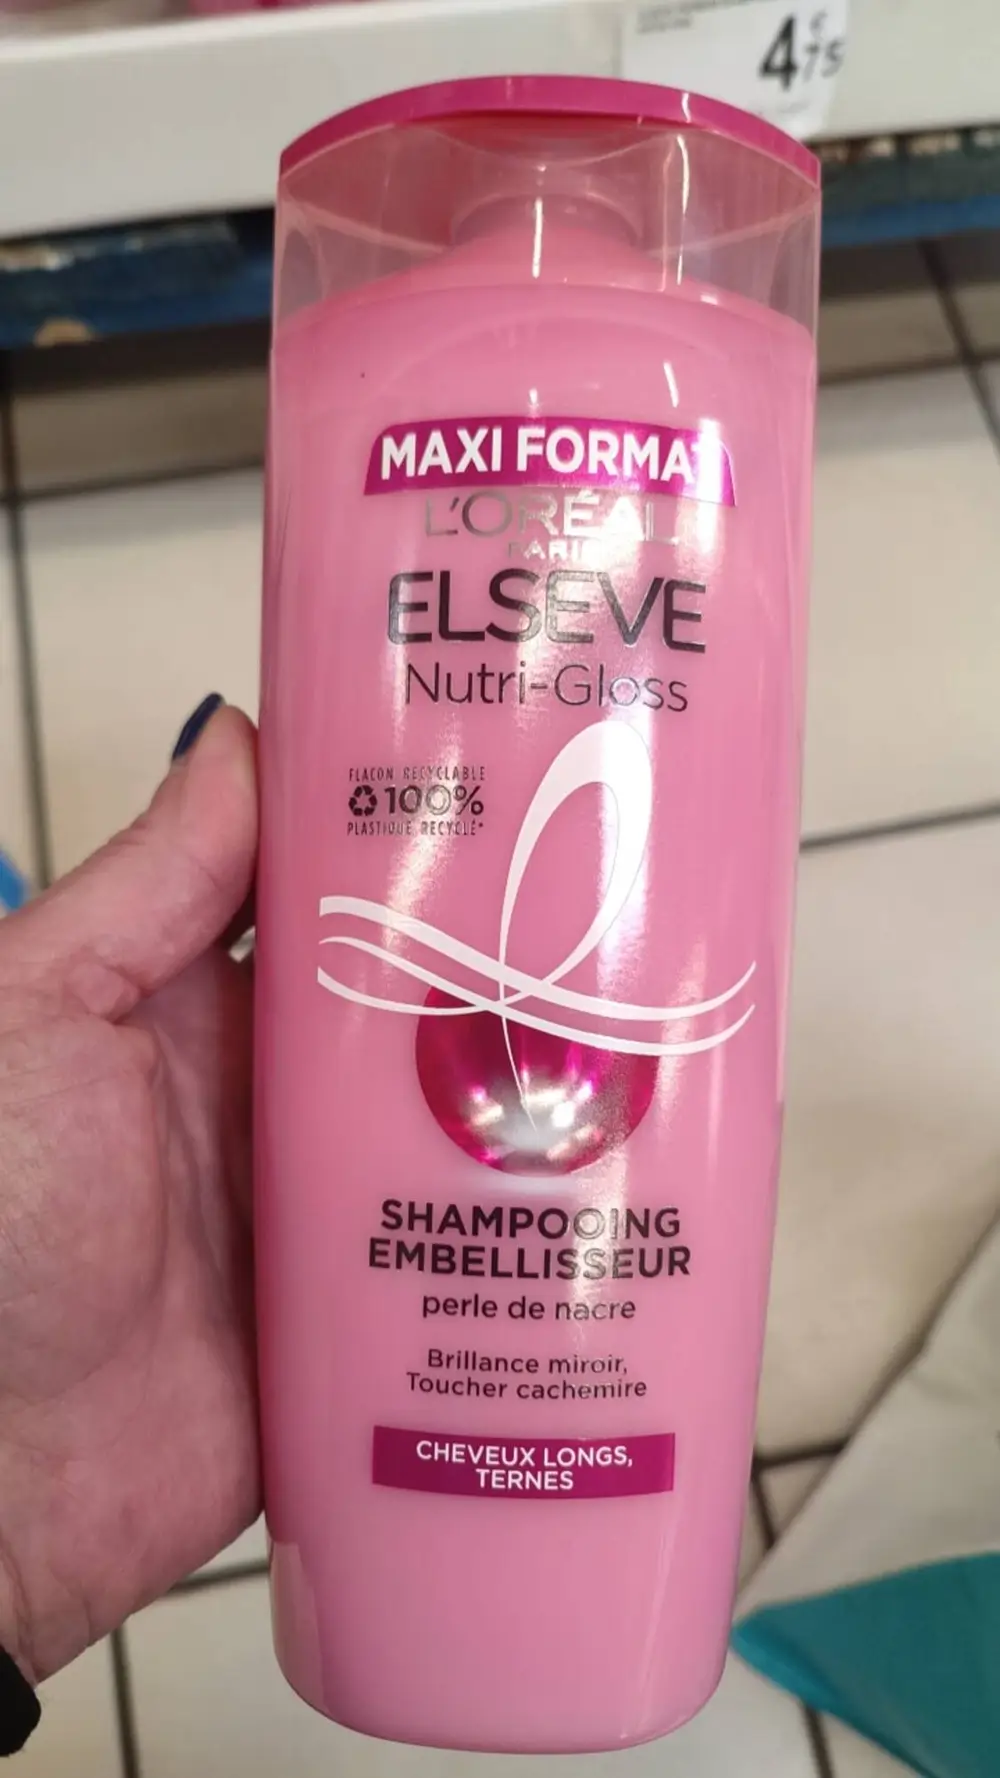 4€75
MAXI FORMAT
L'ORÉAL
PARIS
ELSEVE
Nutri-Gloss
FLACON RECYCLABLE
100%
PLASTIQUE RECYCLÉ*
SHAMPOOING
EMBELLISSEUR
perle de nacre
Brillance miroir,
Toucher cachemire
CHEVEUX LONGS,
TERNES